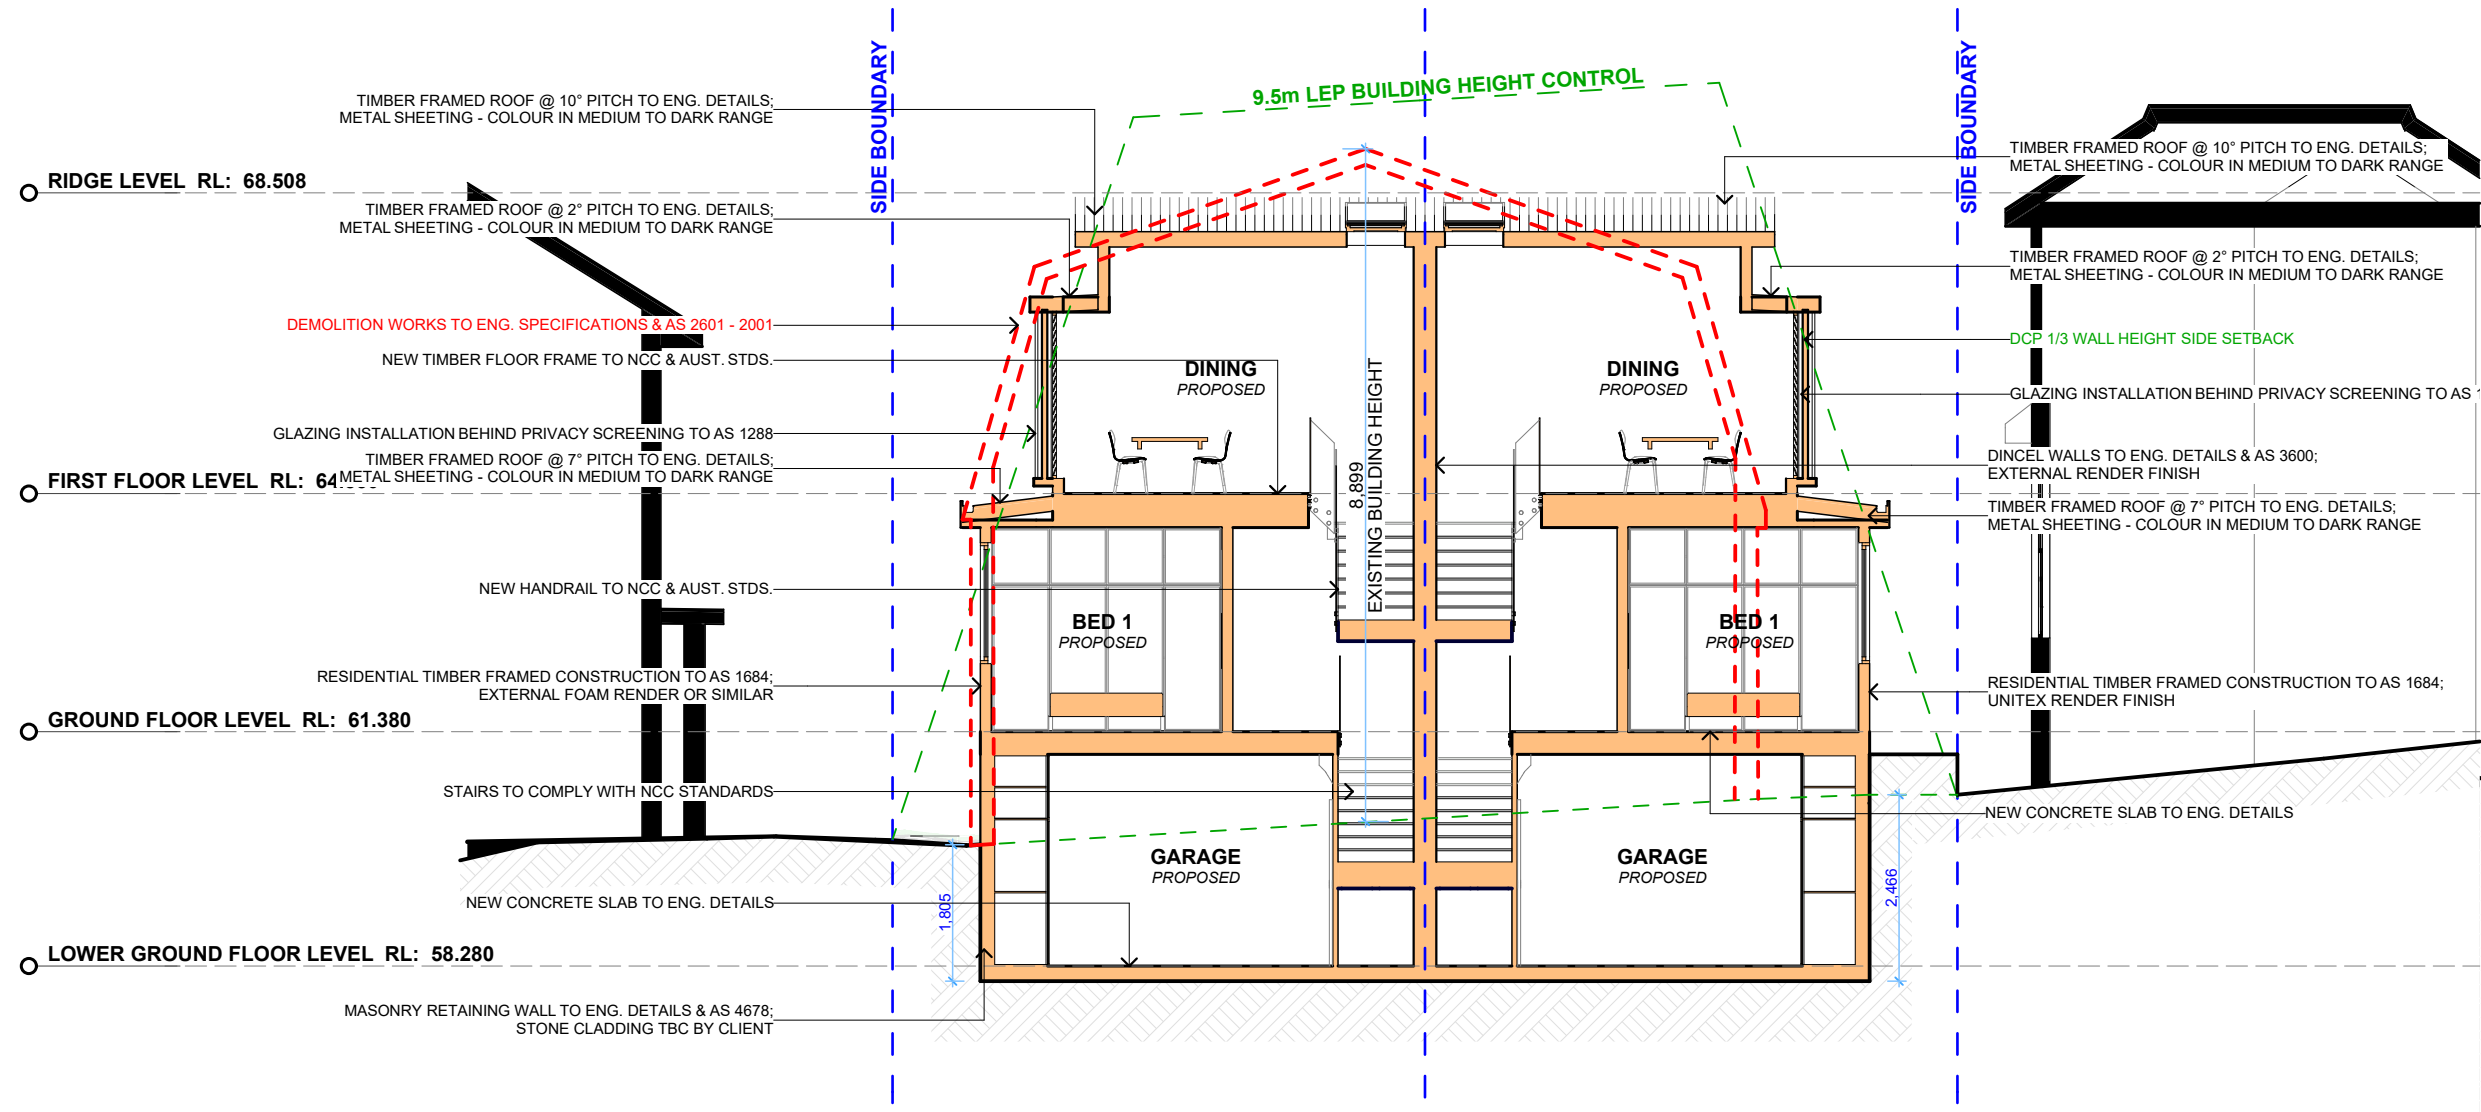 SIDE BOUNDARY
SIDE BOUNDARY
9.5m LEP BUILDING HEIGHT CONTROL
TIMBER FRAMED ROOF @ 10° PITCH TO ENG. DETAILS;
METAL SHEETING - COLOUR IN MEDIUM TO DARK RANGE
RIDGE LEVEL RL: 68.508
TIMBER FRAMED ROOF @ 2° PITCH TO ENG. DETAILS;
METAL SHEETING - COLOUR IN MEDIUM TO DARK RANGE
DEMOLITION WORKS TO ENG. SPECIFICATIONS & AS 2601 - 2001
NEW TIMBER FLOOR FRAME TO NCC & AUST. STDS.
GLAZING INSTALLATION BEHIND PRIVACY SCREENING TO AS 1288
TIMBER FRAMED ROOF @ 7° PITCH TO ENG. DETAILS;
METAL SHEETING - COLOUR IN MEDIUM TO DARK RANGE
FIRST FLOOR LEVEL RL:
NEW HANDRAIL TO NCC & AUST. STDS.
RESIDENTIAL TIMBER FRAMED CONSTRUCTION TO AS 1684;
EXTERNAL FOAM RENDER OR SIMILAR
GROUND FLOOR LEVEL RL: 61.380
STAIRS TO COMPLY WITH NCC STANDARDS
NEW CONCRETE SLAB TO ENG. DETAILS
LOWER GROUND FLOOR LEVEL RL: 58.280
MASONRY RETAINING WALL TO ENG. DETAILS & AS 4678;
STONE CLADDING TBC BY CLIENT
DINING
PROPOSED
DINING
PROPOSED
8,899
EXISTING BUILDING HEIGHT
BED 1
PROPOSED
BED 1
PROPOSED
GARAGE
PROPOSED
GARAGE
PROPOSED
1,805
2,466
TIMBER FRAMED ROOF @ 10° PITCH TO ENG. DETAILS;
METAL SHEETING - COLOUR IN MEDIUM TO DARK RANGE
TIMBER FRAMED ROOF @ 2° PITCH TO ENG. DETAILS;
METAL SHEETING - COLOUR IN MEDIUM TO DARK RANGE
DCP 1/3 WALL HEIGHT SIDE SETBACK
GLAZING INSTALLATION BEHIND PRIVACY SCREENING TO AS 1
DINCEL WALLS TO ENG. DETAILS & AS 3600;
EXTERNAL RENDER FINISH
TIMBER FRAMED ROOF @ 7° PITCH TO ENG. DETAILS;
METAL SHEETING - COLOUR IN MEDIUM TO DARK RANGE
RESIDENTIAL TIMBER FRAMED CONSTRUCTION TO AS 1684;
UNITEX RENDER FINISH
NEW CONCRETE SLAB TO ENG. DETAILS